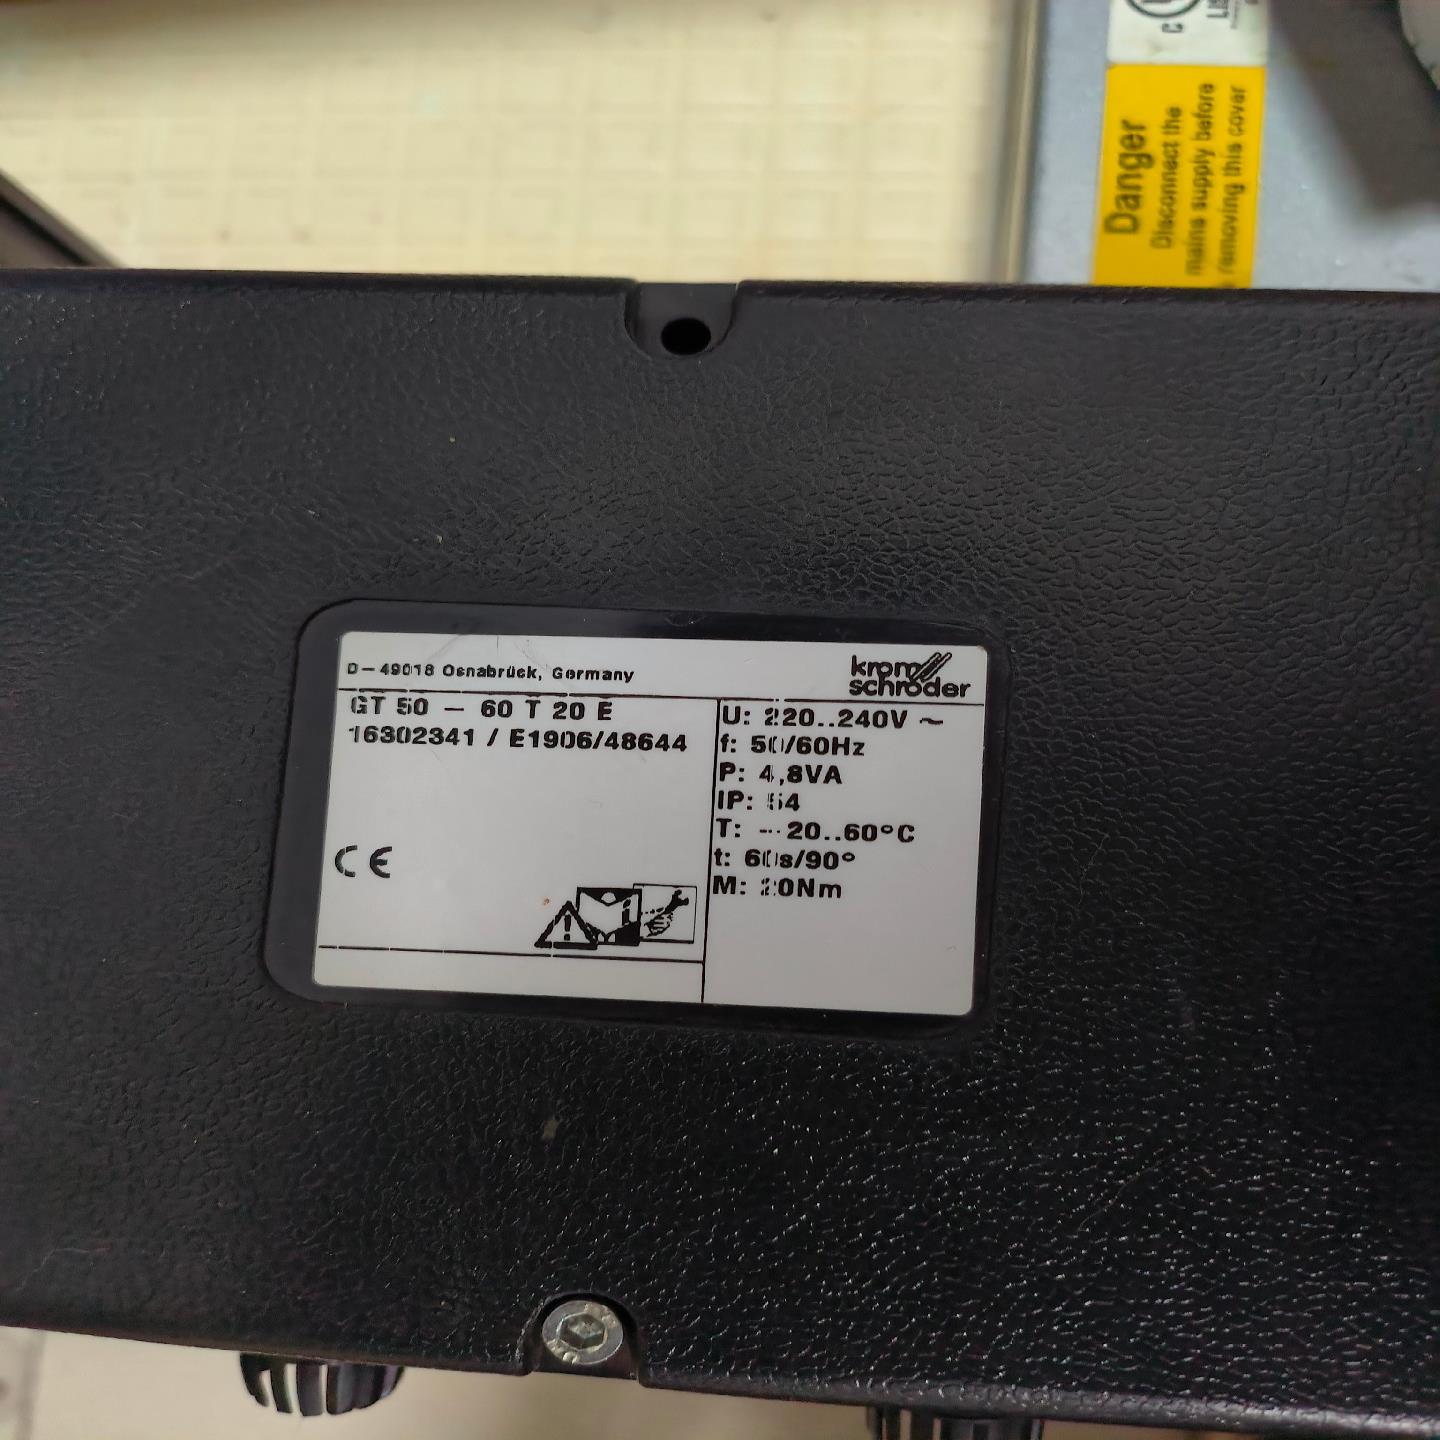 Danger
Disconnect the
mains supply before
removing this cover
D-49018 Osnabrück, Germany
krom
schröder
GT 50 - 60 T 20 E
16302341 / E1906/48644
U: 220..240V ~
f: 50/60Hz
P: 4,8VA
IP: 54
T: -20..60°C
t: 60s/90°
M: 20Nm
CE